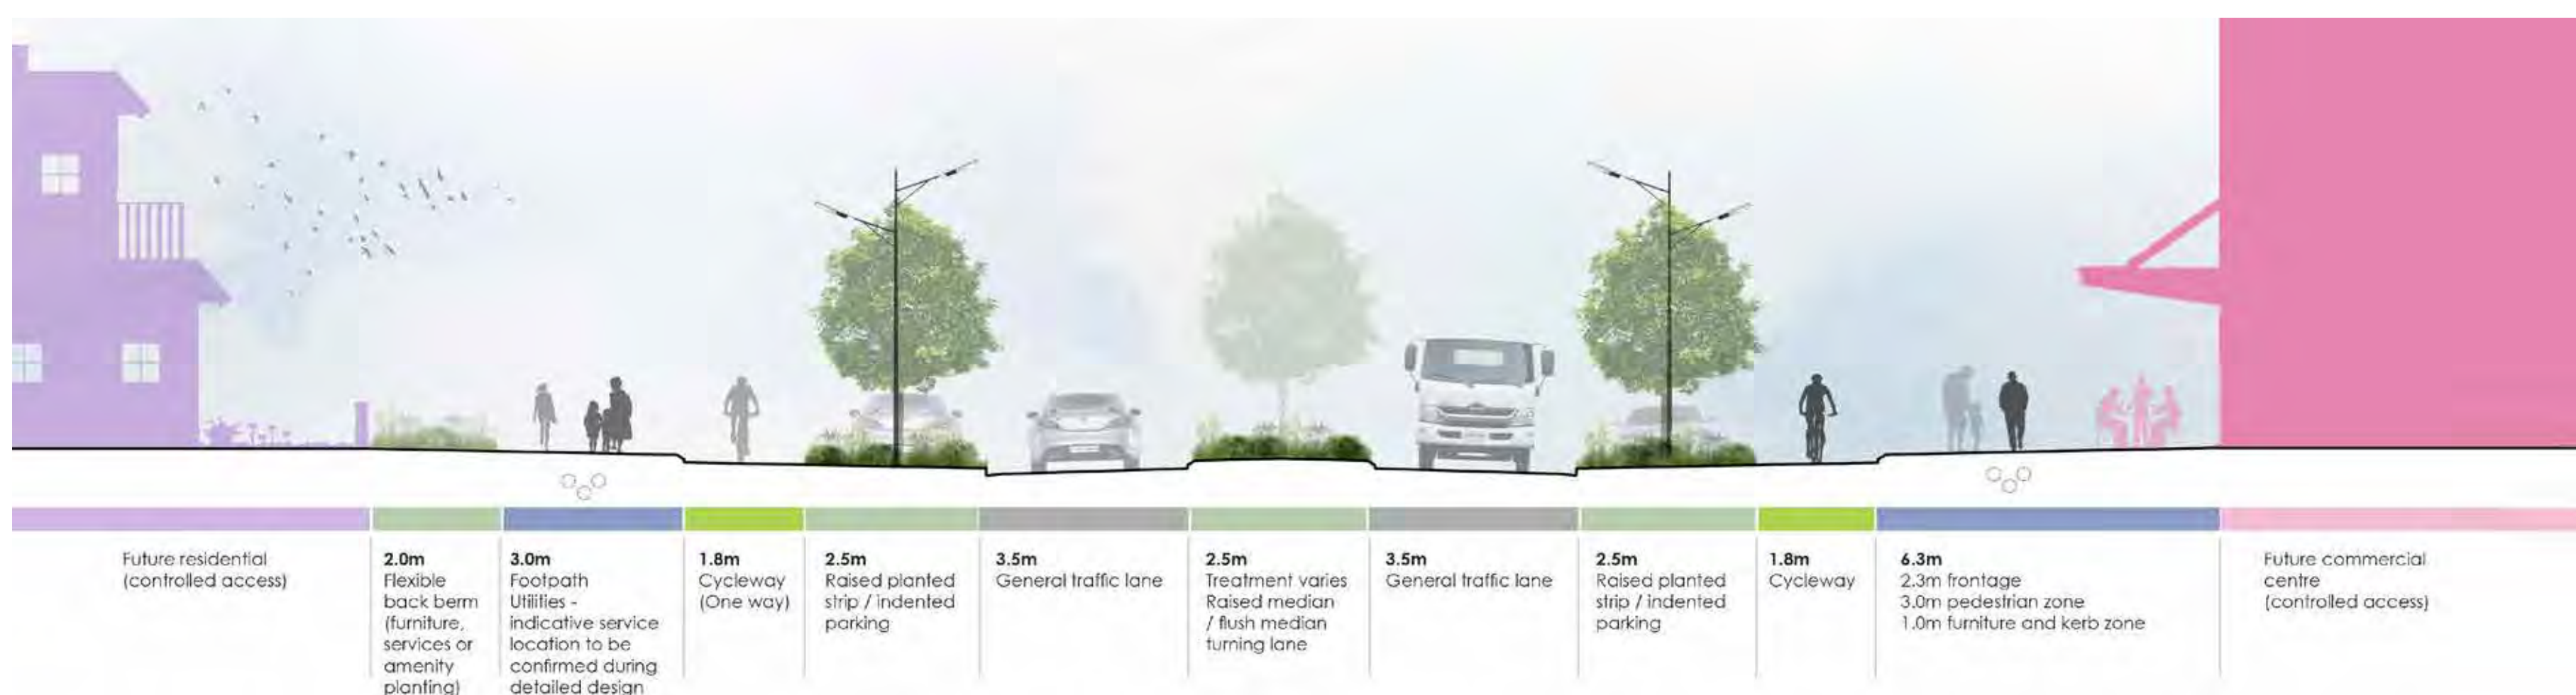 Future residential
(controlled access)
2.0m
Flexible
back berm
(furniture,
services or
amenity
planting)
3.0m
Footpath
Utilities -
indicative service
location to be
confirmed during
detailed design
1.8m
Cycleway
(One way)
2.5m
Raised planted
strip / indented
parking
3.5m
General traffic lane
2.5m
Treatment varies
Raised median
/ flush median
turning lane
3.5m
General traffic lane
2.5m
Raised planted
strip / indented
parking
1.8m
Cycleway
6.3m
2.3m frontage
3.0m pedestrian zone
1.0m furniture and kerb zone
Future commercial
centre
(controlled access)